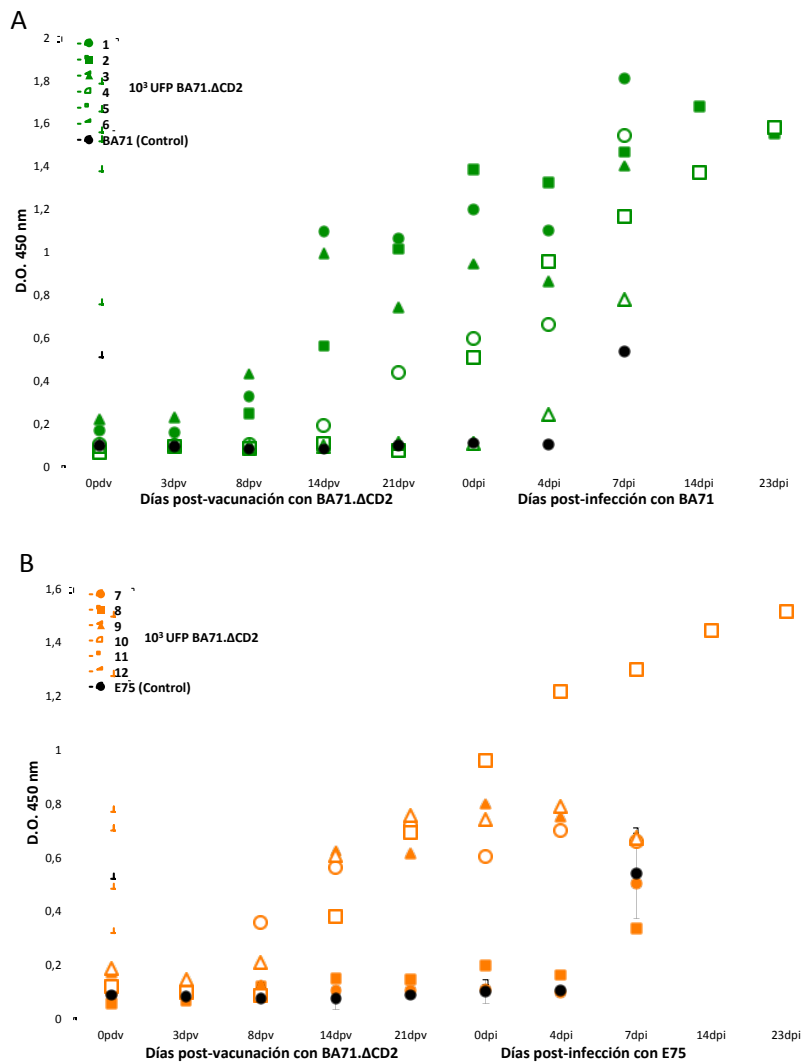 A
2
1,8
1,6
1,4
1,2
1
0,8
0,6
0,4
0,2
0
D.O. 450 nm
1
2
3
4
5
6
BA71 (Control)
10³ UFP BA71.ΔCD2
0pdv 3dpv 8dpv 14dpv 21dpv 0dpi 4dpi 7dpi 14dpi 23dpi
Días post-vacunación con BA71.ΔCD2 Días post-infección con BA71
B
1,6
1,4
1,2
1
0,8
0,6
0,4
0,2
0
D.O. 450 nm
7
8
9
10
11
12
E75 (Control)
10³ UFP BA71.ΔCD2
0pdv 3dpv 8dpv 14dpv 21dpv 0dpi 4dpi 7dpi 14dpi 23dpi
Días post-vacunación con BA71.ΔCD2 Días post-infección con E75